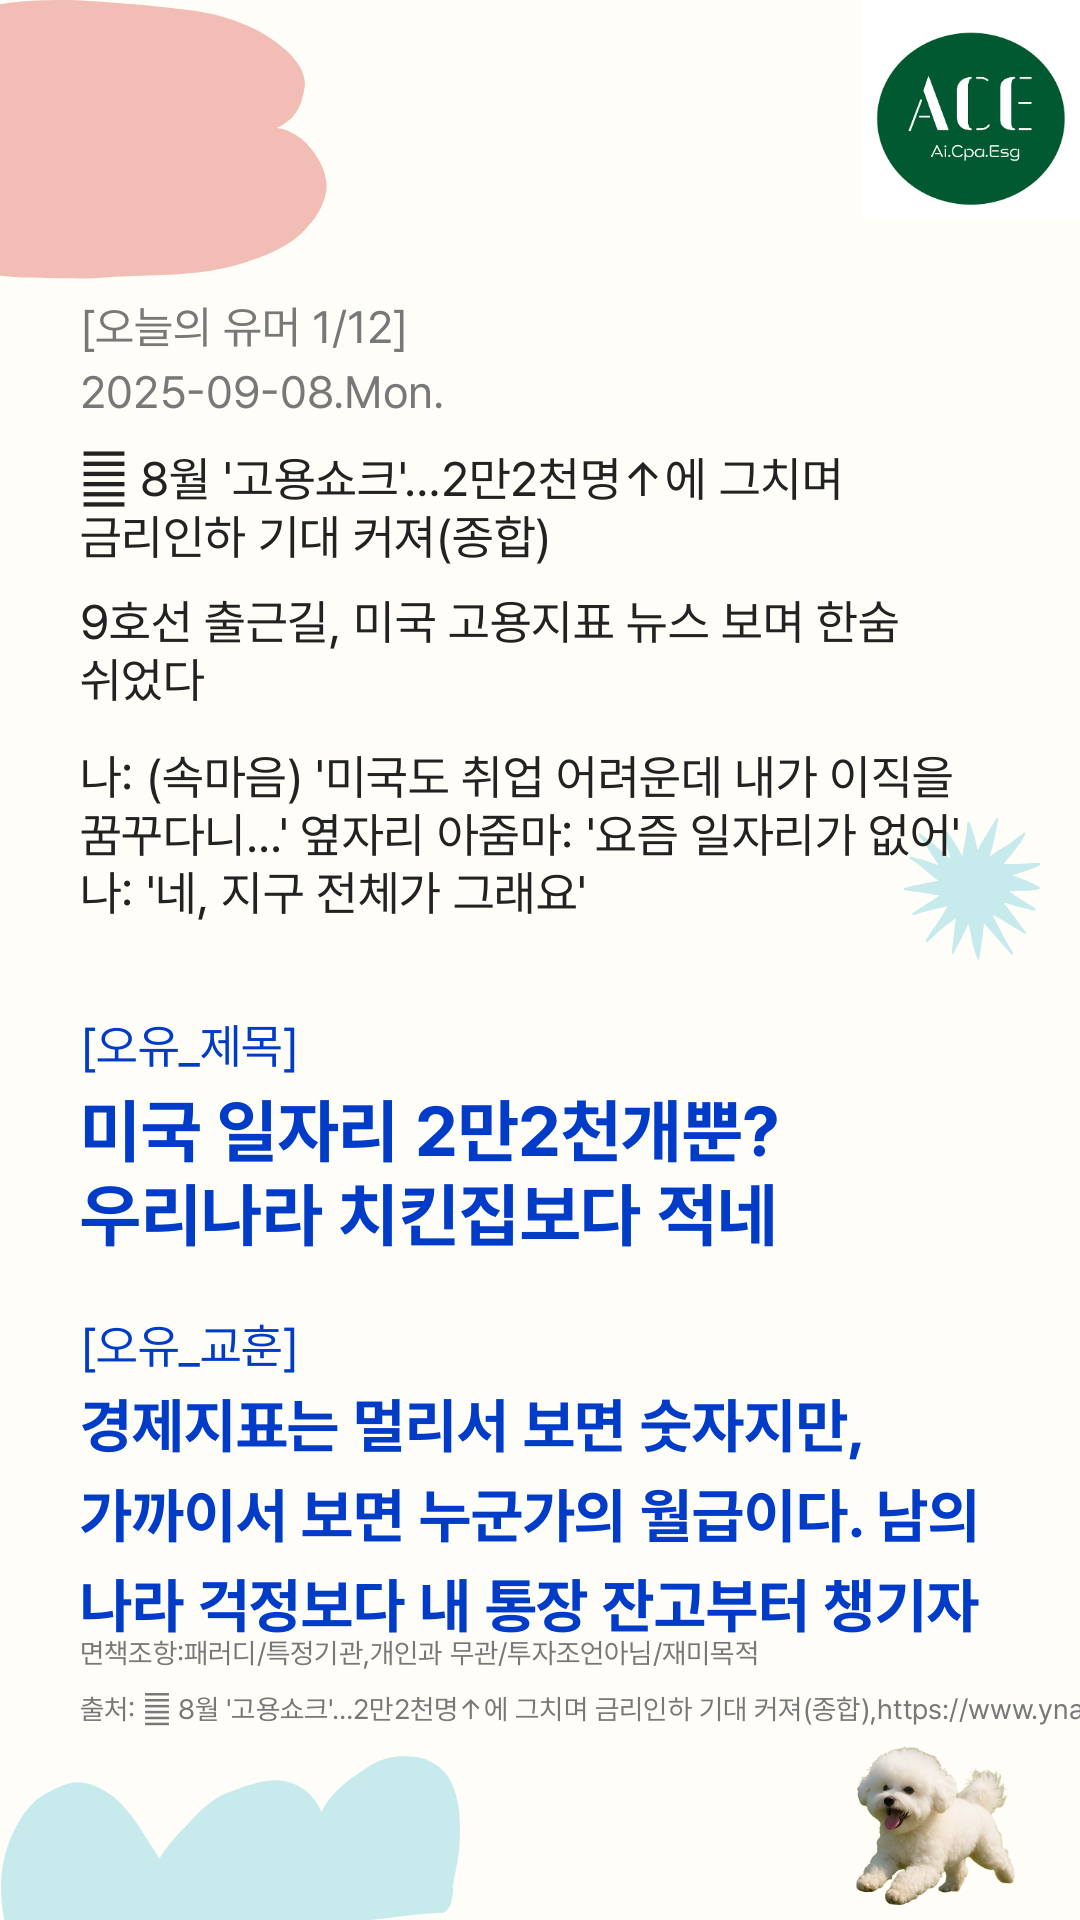 ACE
Ai.Cpa.Esg
[오늘의 유머 1/12]
2025-09-08.Mon.
䷀ 8월 '고용쇼크'…2만2천명↑에 그치며
금리인하 기대 커져(종합)
9호선 출근길, 미국 고용지표 뉴스 보며 한숨
쉬었다
나: (속마음) '미국도 취업 어려운데 내가 이직을
꿈꾸다니...' 옆자리 아줌마: '요즘 일자리가 없어'
나: '네, 지구 전체가 그래요'
[오유_제목]
미국 일자리 2만2천개뿐?
우리나라 치킨집보다 적네
[오유_교훈]
경제지표는 멀리서 보면 숫자지만,
가까이서 보면 누군가의 월급이다. 남의
나라 걱정보다 내 통장 잔고부터 챙기자
면책조항:패러디/특정기관,개인과 무관/투자조언아님/재미목적
출처: ䷀ 8월 '고용쇼크'…2만2천명↑에 그치며 금리인하 기대 커져(종합),https://www.yna